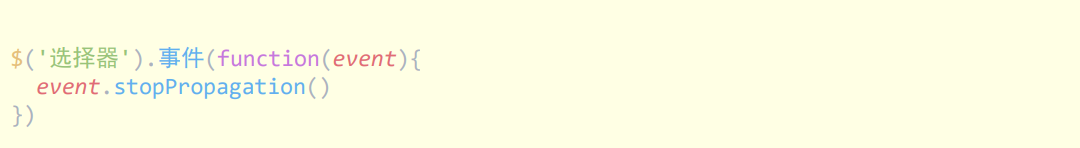 $('选择器').事件(function(event){
  event.stopPropagation()
})